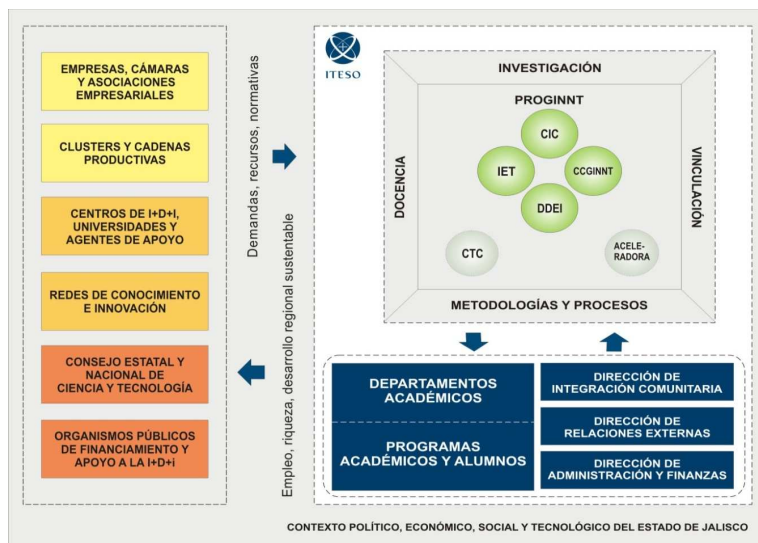 EMPRESAS, CÁMARAS
Y ASOCIACIONES
EMPRESARIALES
CLUSTERS Y CADENAS
PRODUCTIVAS
CENTROS DE I+D+I,
UNIVERSIDADES Y
AGENTES DE APOYO
REDES DE CONOCIMIENTO
E INNOVACIÓN
CONSEJO ESTATAL Y
NACIONAL DE
CIENCIA Y TECNOLOGÍA
ORGANISMOS PÚBLICOS
DE FINANCIAMIENTO Y
APOYO A LA I+D+i
Demandas, recursos, normativas
Empleo, riqueza, desarrollo regional sustentable
ITESO
INVESTIGACIÓN
PROGINNT
DOCENCIA
CIC
IET
CCGINNT
DDEI
VINCULACIÓN
CTC
ACELE-
RADORA
METODOLOGÍAS Y PROCESOS
DEPARTAMENTOS
ACADÉMICOS
PROGRAMAS
ACADÉMICOS Y ALUMNOS
DIRECCIÓN DE
INTEGRACIÓN COMUNITARIA
DIRECCIÓN DE
RELACIONES EXTERNAS
DIRECCIÓN DE
ADMINISTRACIÓN Y FINANZAS
CONTEXTO POLÍTICO, ECONÓMICO, SOCIAL Y TECNOLÓGICO DEL ESTADO DE JALISCO